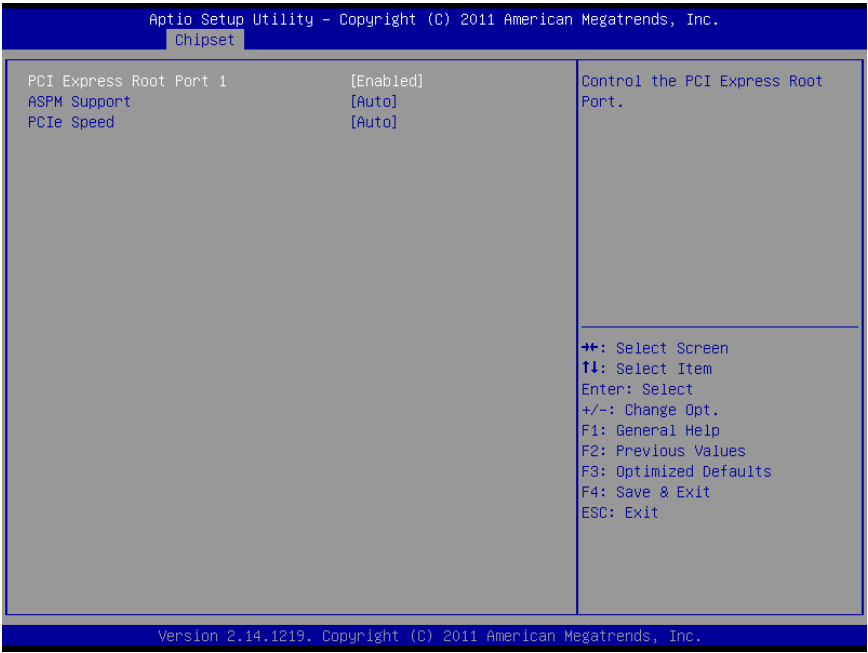 Aptio Setup Utility – Copyright (C) 2011 American Megatrends, Inc.
Chipset
PCI Express Root Port 1 [Enabled]
ASPM Support [Auto]
PCIe Speed [Auto]
Control the PCI Express Root
Port.
→←: Select Screen
↑↓: Select Item
Enter: Select
+/-: Change Opt.
F1: General Help
F2: Previous Values
F3: Optimized Defaults
F4: Save & Exit
ESC: Exit
Version 2.14.1219. Copyright (C) 2011 American Megatrends, Inc.